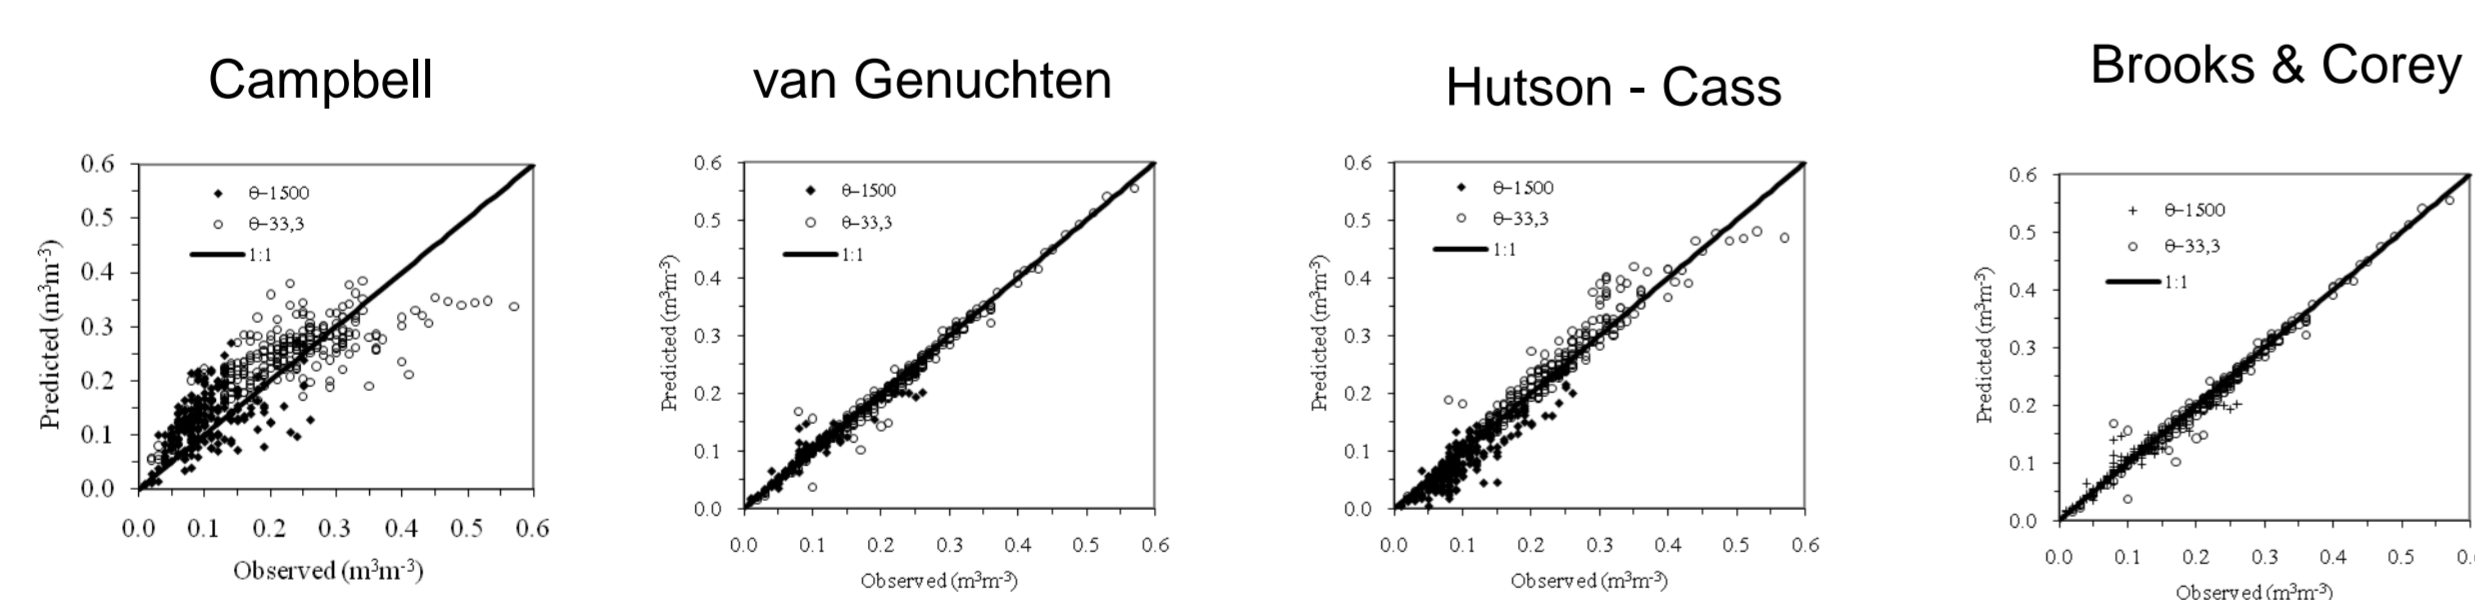 Campbell
0.6
0.5
0.4
0.3
0.2
0.1
0.0
θ–1500
θ–33,3
1:1
0.0 0.1 0.2 0.3 0.4 0.5 0.6
Predicted (m³m⁻³)
Observed (m³m⁻³)
van Genuchten
0.6
0.5
0.4
0.3
0.2
0.1
0.0
θ–1500
θ–33,3
1:1
0.0 0.1 0.2 0.3 0.4 0.5 0.6
Predicted (m³m⁻³)
Observed (m³m⁻³)
Hutson - Cass
0.6
0.5
0.4
0.3
0.2
0.1
0.0
θ–1500
θ–33,3
1:1
0.0 0.1 0.2 0.3 0.4 0.5 0.6
Predicted (m³m⁻³)
Observed (m³m⁻³)
Brooks & Corey
0.6
0.5
0.4
0.3
0.2
0.1
0.0
θ–1500
θ–33,3
1:1
0.0 0.1 0.2 0.3 0.4 0.5
Predicted (m³m⁻³)
Observed (m³m⁻³)